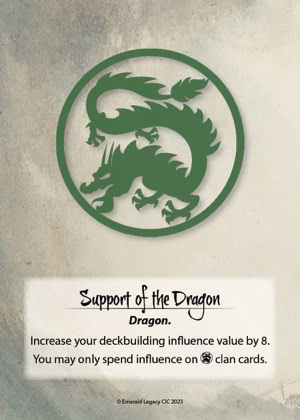 Support of the Dragon
Dragon.
Increase your deckbuilding influence value by 8.
You may only spend influence on clan cards.
© Emerald Legacy CIC 2023